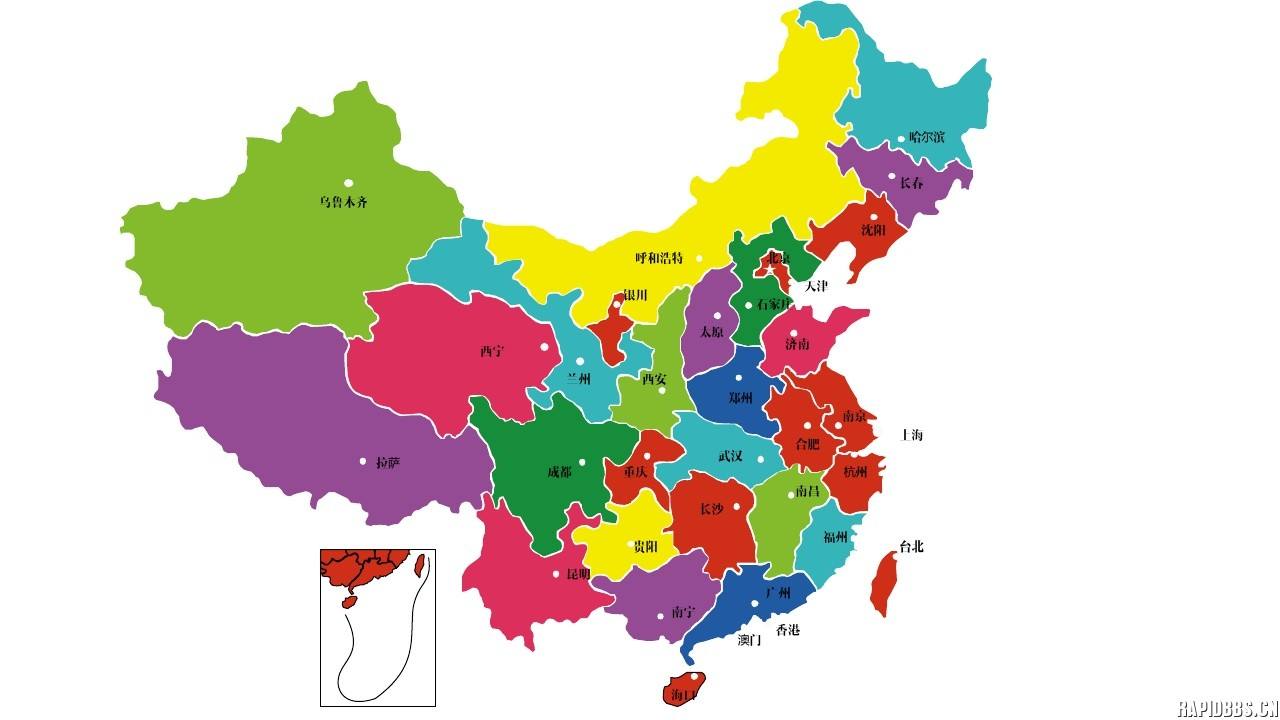 哈尔滨
长春
乌鲁木齐
沈阳
呼和浩特
北京
天津
银川
石家庄
太原
济南
西宁
兰州
西安
郑州
南京
上海
合肥
拉萨
成都
重庆
武汉
杭州
南昌
长沙
福州
贵阳
台北
昆明
广州
南宁
香港
澳门
海口
RAPIDBBS.CN